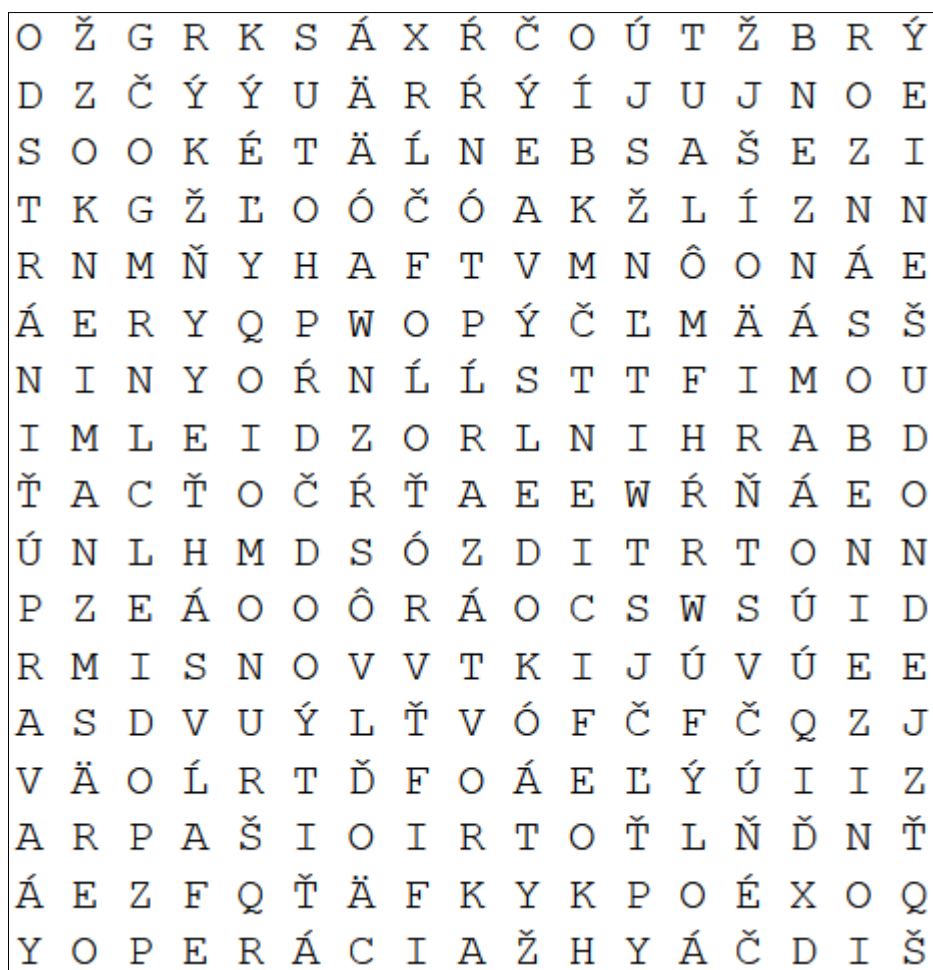 O Ž G R K S Á X Ŕ Č O Ú T Ž B R Ý
D Z Č Ý Ý U Ä R Ŕ Ý Í J U J N O E
S O O K É T Ä Ĺ N E B S A Š E Z I
T K G Ž Ľ O Ó Č Ó A K Ž L Í Z N N
R N M Ň Y H A F T V M N Ô O N Á E
Á E R Y Q P W O P Ý Č Ľ M Ä Á S Š
N I N Y O Ŕ N Ĺ Ĺ S T T F I M O U
I M L E I D Z O R L N I H R A B D
Ť A C Ť O Č Ŕ Ť A E E W Ŕ Ň Á E O
Ú N L H M D S Ó Z D I T R T O N N
P Z E Á O O Ô R Á O C S W S Ú I D
R M I S N O V V T K I J Ú V Ú E E
A S D V U Ý L Ť V Ó F Č F Č Q Z J
V Ä O Ĺ R T Ď F O Á E Ľ Ý Ú I I Z
A R P A Š I O I R T O Ť L Ň Ď N Ť
Á E Z F Q Ť Ä F K Y K P O É X O Q
Y O P E R Á C I A Ž H Y Á Č D I Š